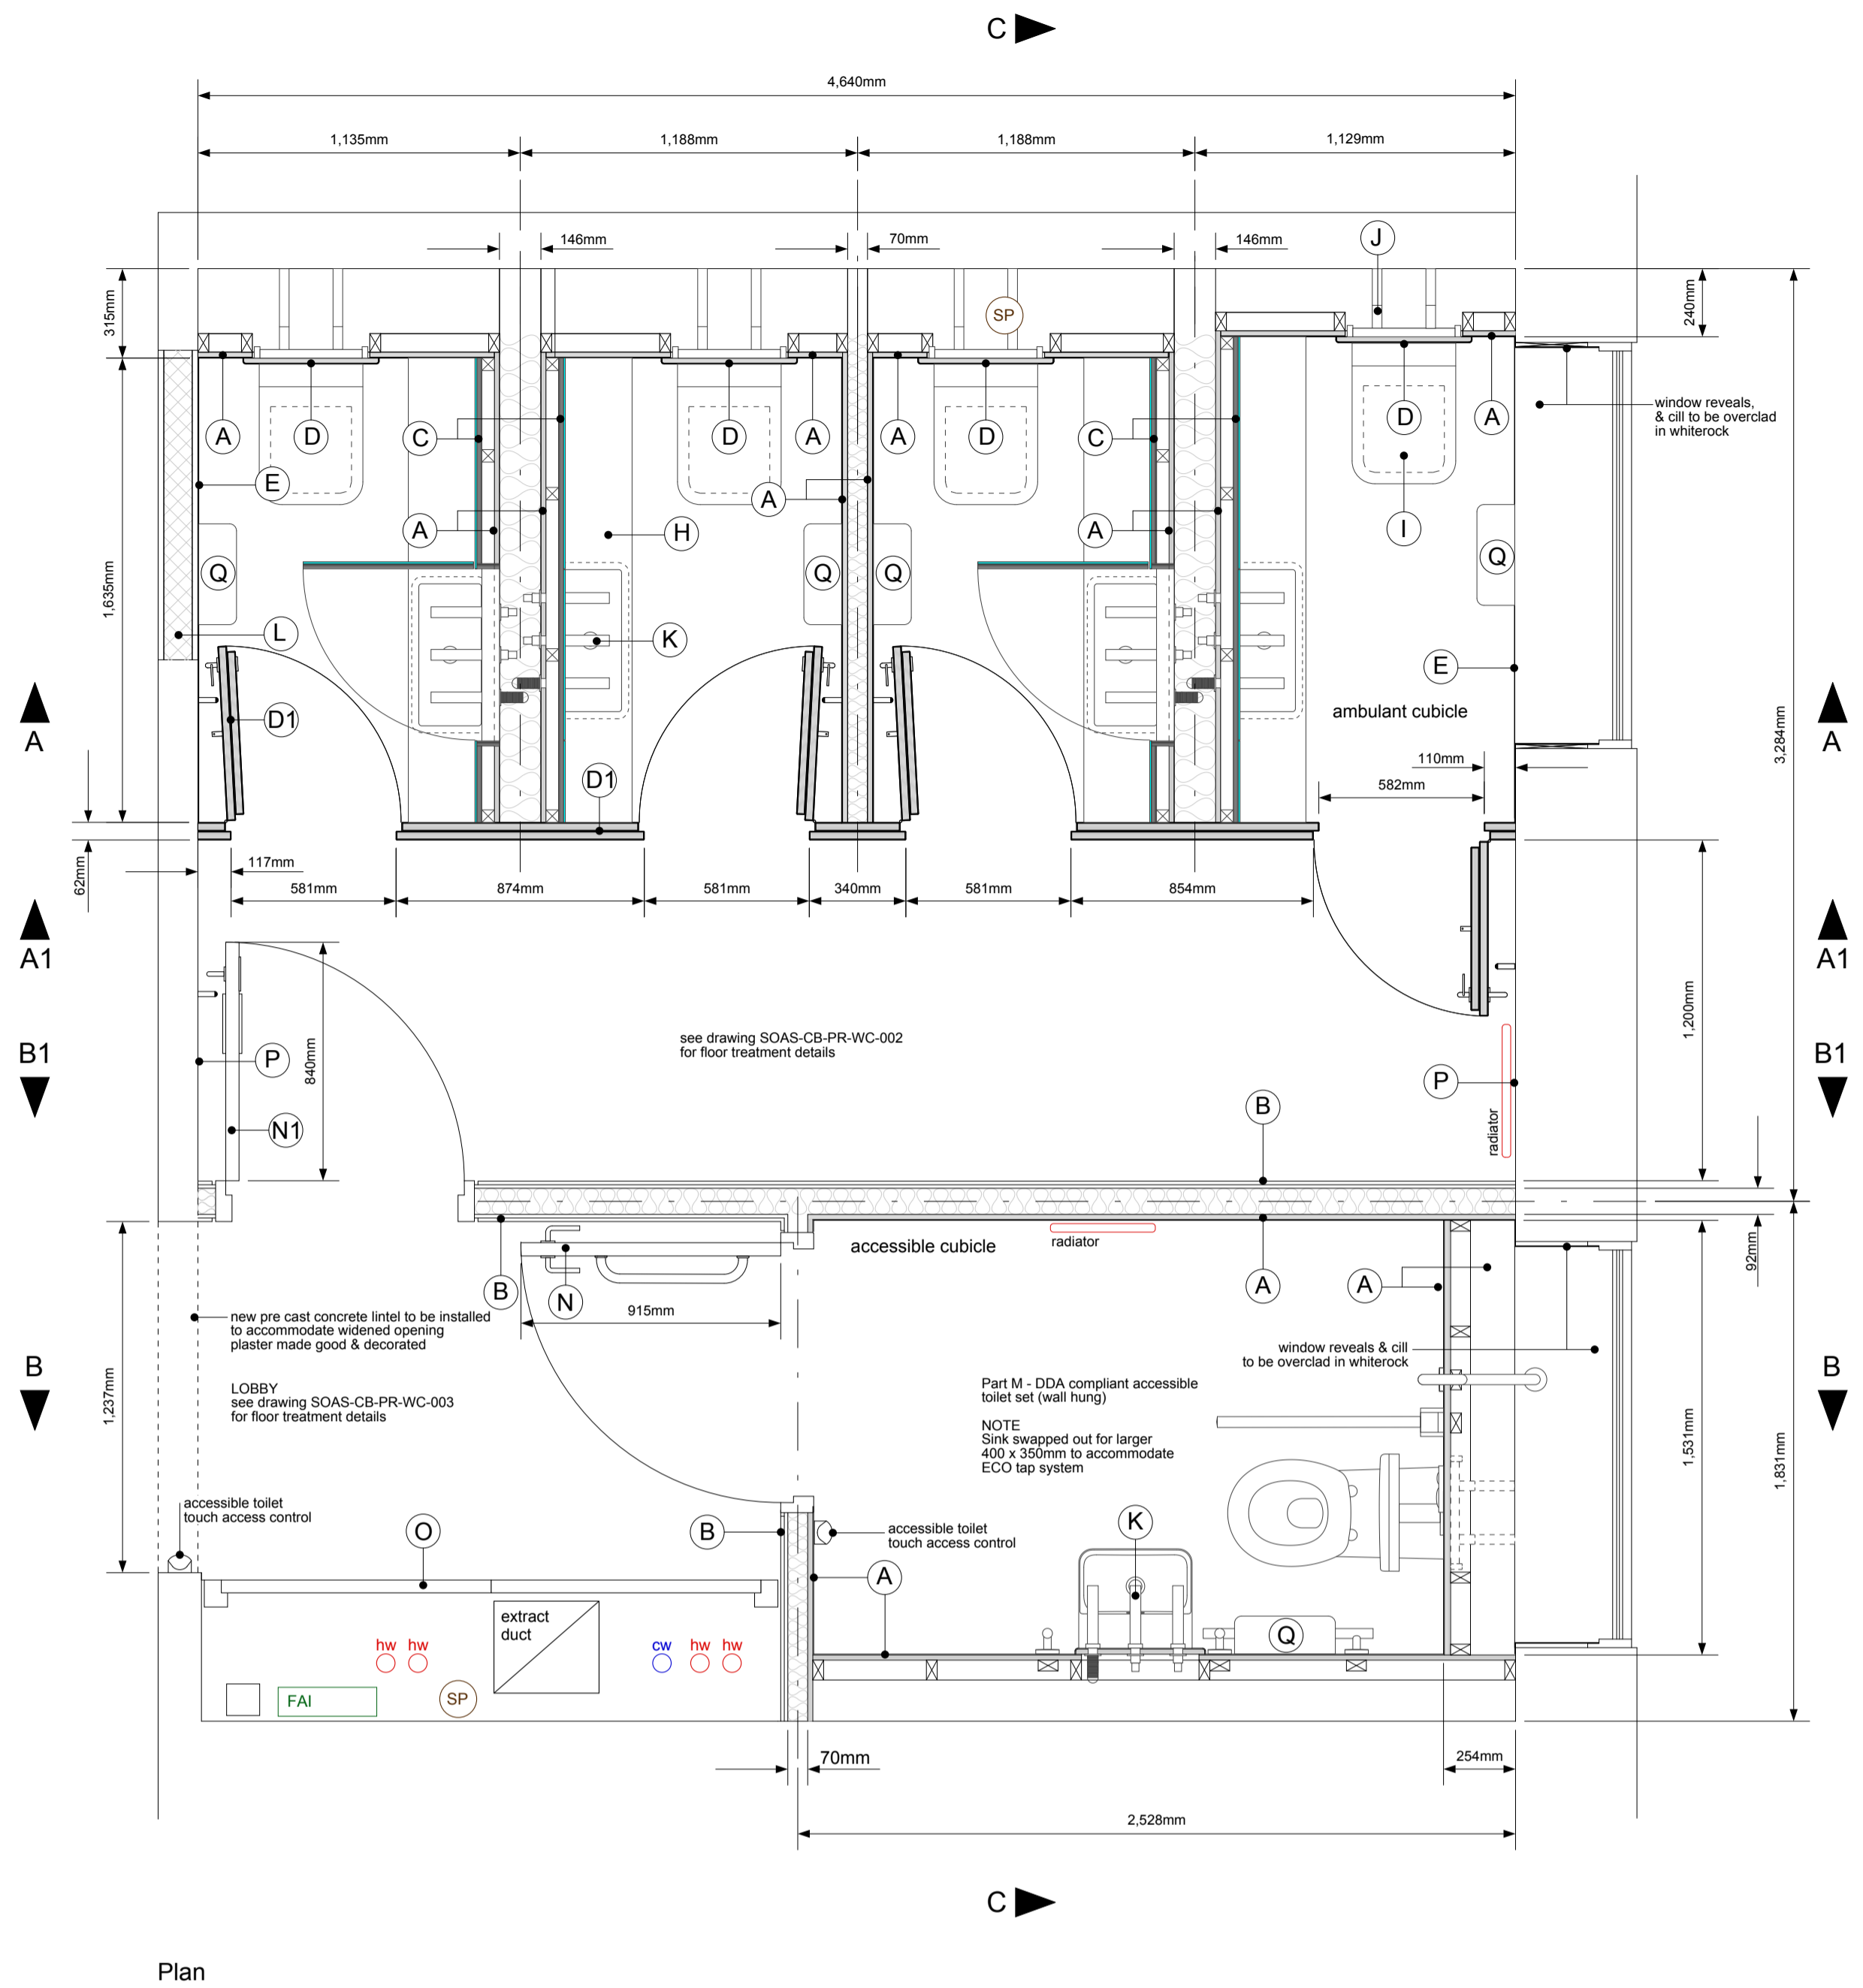 C
4,640mm
1,135mm
1,188mm
1,188mm
1,129mm
146mm
70mm
146mm
J
315mm
SP
240mm
A
D
C
D
A
A
D
C
D
A
window reveals,
& cill to be overclad
in whiterock
E
A
H
A
A
I
Q
Q
Q
Q
1,635mm
L
K
E
ambulant cubicle
A
D1
D1
110mm
582mm
3,284mm
A
62mm
117mm
581mm
874mm
581mm
340mm
581mm
854mm
A1
A1
B1
P
840mm
see drawing SOAS-CB-PR-WC-002
for floor treatment details
1,200mm
B1
P
N1
B
radiator
accessible cubicle
radiator
92mm
B
N
A
A
915mm
new pre cast concrete lintel to be installed
to accommodate widened opening
plaster made good & decorated
window reveals & cill
to be overclad in whiterock
B
B
1,237mm
LOBBY
see drawing SOAS-CB-PR-WC-003
for floor treatment details
Part M - DDA compliant accessible
toilet set (wall hung)
NOTE
Sink swapped out for larger
400 x 350mm to accommodate
ECO tap system
1,531mm
1,831mm
accessible toilet
touch access control
O
B
accessible toilet
touch access control
K
A
extract
duct
hw
hw
cw
hw
hw
Q
FAI
SP
70mm
254mm
2,528mm
C
Plan